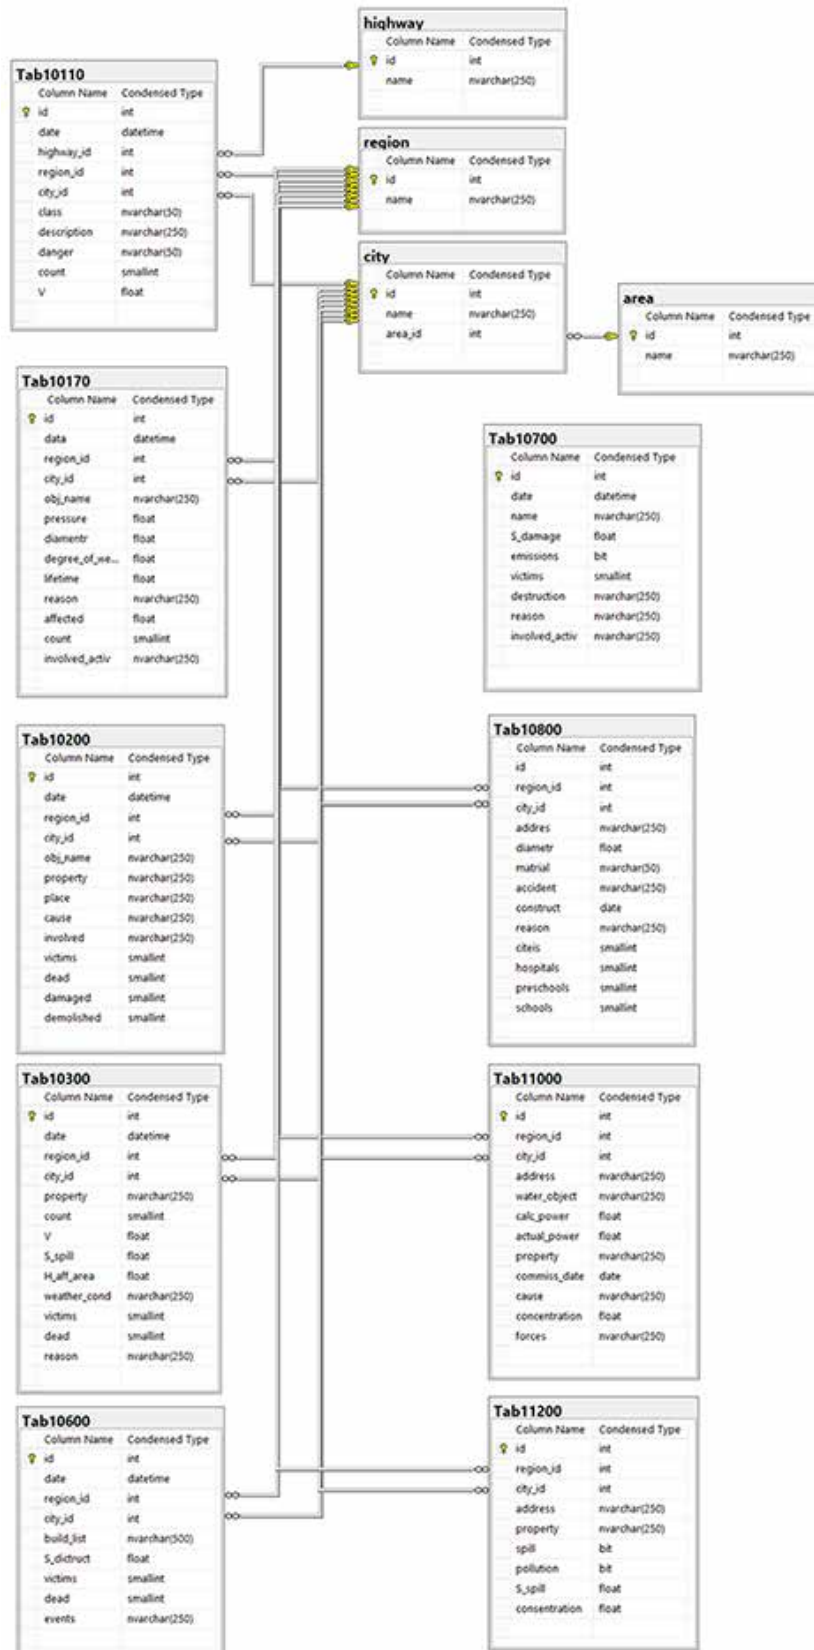 highway
Column Name Condensed Type
id int
name nvarchar(250)
Tab10110
Column Name Condensed Type
id int
date datetime
highway_id int
region_id int
city_id int
class nvarchar(50)
description nvarchar(250)
danger nvarchar(50)
count smallint
V float
region
Column Name Condensed Type
id int
name nvarchar(250)
city
Column Name Condensed Type
id int
name nvarchar(250)
area_id int
area
Column Name Condensed Type
id int
name nvarchar(250)
Tab10170
Column Name Condensed Type
id int
data datetime
region_id int
city_id int
obj_name nvarchar(250)
pressure float
diamentr float
degree_of_we... float
lifetime float
reason nvarchar(250)
affected float
count smallint
involved_activ nvarchar(250)
Tab10700
Column Name Condensed Type
id int
date datetime
name nvarchar(250)
S_damage float
emissions bit
victims smallint
destruction nvarchar(250)
reason nvarchar(250)
involved_activ nvarchar(250)
Tab10200
Column Name Condensed Type
id int
date datetime
region_id int
city_id int
obj_name nvarchar(250)
property nvarchar(250)
place nvarchar(250)
cause nvarchar(250)
involved nvarchar(250)
victims smallint
dead smallint
damaged smallint
demolished smallint
Tab10800
Column Name Condensed Type
id int
region_id int
city_id int
addres nvarchar(250)
diametr float
matrial nvarchar(50)
accident nvarchar(250)
construct date
reason nvarchar(250)
citeis smallint
hospitals smallint
preschools smallint
schools smallint
Tab10300
Column Name Condensed Type
id int
date datetime
region_id int
city_id int
property nvarchar(250)
count smallint
V float
S_spill float
H_aff_area float
weather_cond nvarchar(250)
victims smallint
dead smallint
reason nvarchar(250)
Tab11000
Column Name Condensed Type
id int
region_id int
city_id int
address nvarchar(250)
water_object nvarchar(250)
calc_power float
actual_power float
property nvarchar(250)
commiss_date date
cause nvarchar(250)
concentration float
forces nvarchar(250)
Tab10600
Column Name Condensed Type
id int
date datetime
region_id int
city_id int
build_list nvarchar(500)
S_dictruct float
victims smallint
dead smallint
events nvarchar(250)
Tab11200
Column Name Condensed Type
id int
region_id int
city_id int
address nvarchar(250)
property nvarchar(250)
spill bit
pollution bit
S_spill float
consentration float